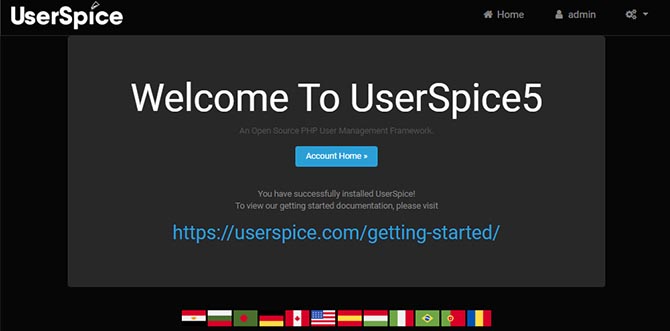 UserSpice
Home
admin
Welcome To UserSpice5
An Open Source PHP User Management Framework.
Account Home »
You have successfully installed UserSpice!
To view our getting started documentation, please visit
https://userspice.com/getting-started/